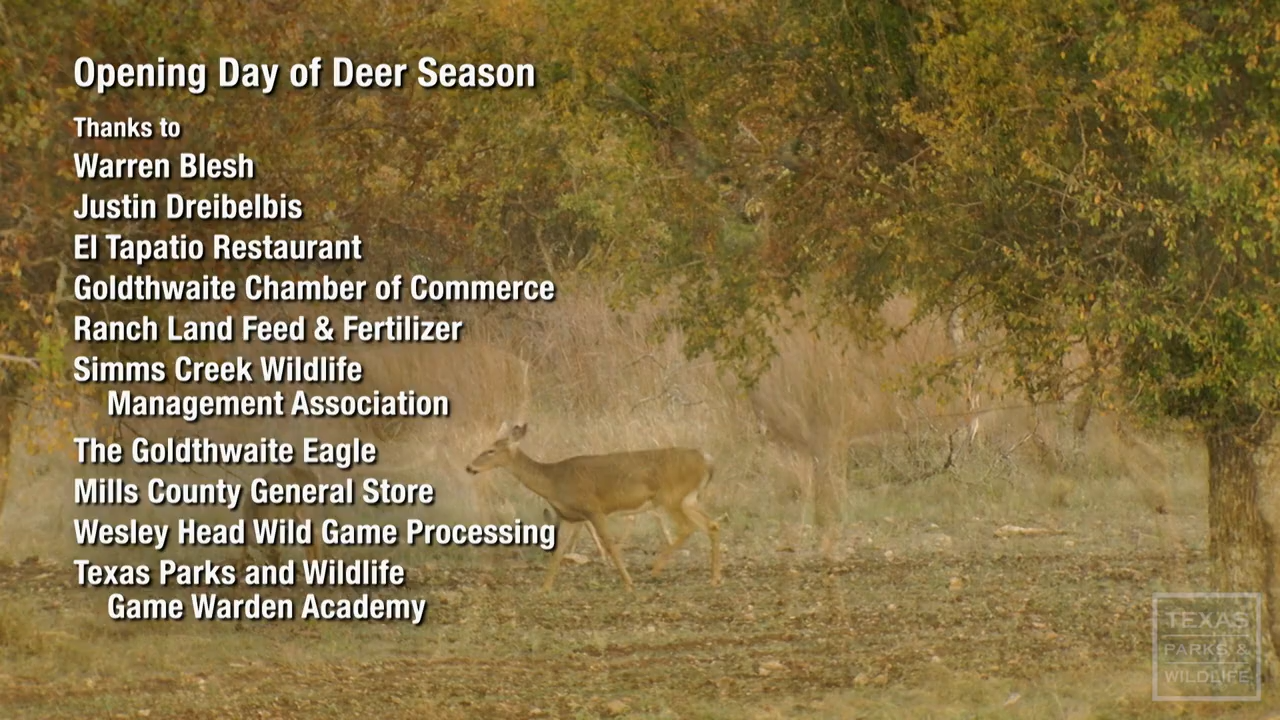 Opening Day of Deer Season
Thanks to
Warren Blesh
Justin Dreibelbis
El Tapatio Restaurant
Goldthwaite Chamber of Commerce
Ranch Land Feed & Fertilizer
Simms Creek Wildlife
Management Association
The Goldthwaite Eagle
Mills County General Store
Wesley Head Wild Game Processing
Texas Parks and Wildlife
Game Warden Academy
TEXAS
PARKS &
WILDLIFE